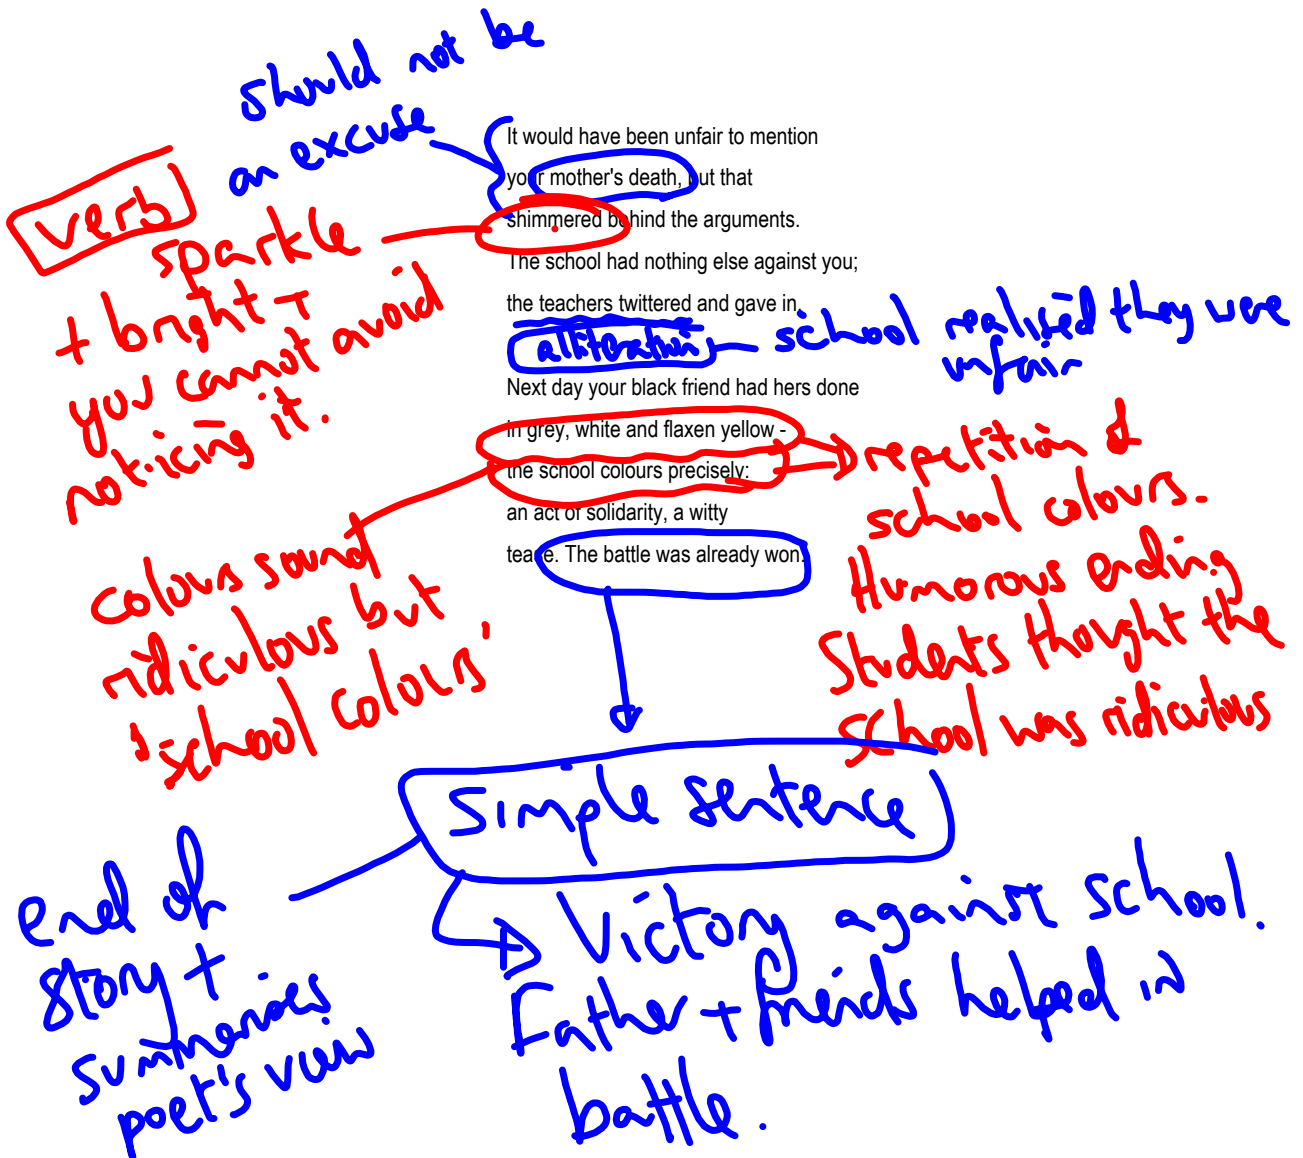 should not be
an excuse
verb
sparkle
+ bright +
you cannot avoid
noticing it.
It would have been unfair to mention
your mother's death, but that
shimmered behind the arguments.
The school had nothing else against you;
the teachers twittered and gave in.
alliteration
school realised they were
unfair
Next day your black friend had hers done
in grey, white and flaxen yellow -
the school colours precisely:
an act of solidarity, a witty
tease. The battle was already won.
repetition of
school colours.
Humorous ending
Students thought the
school was ridiculous
colours sound
ridiculous but
'school colours'
Simple sentence
end of
story +
summarises
poet's view
Victory against school.
Father + friends helped in
battle.